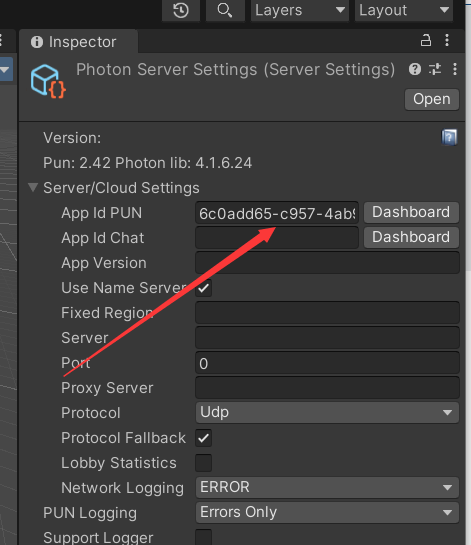 Layers Layout
Inspector
Photon Server Settings (Server Settings)
Open
Version:
Pun: 2.42 Photon lib: 4.1.6.24
Server/Cloud Settings
App Id PUN 6c0add65-c957-4ab9 Dashboard
App Id Chat Dashboard
App Version
Use Name Server
Fixed Region
Server
Port 0
Proxy Server
Protocol Udp
Protocol Fallback
Lobby Statistics
Network Logging ERROR
PUN Logging Errors Only
Support Logger